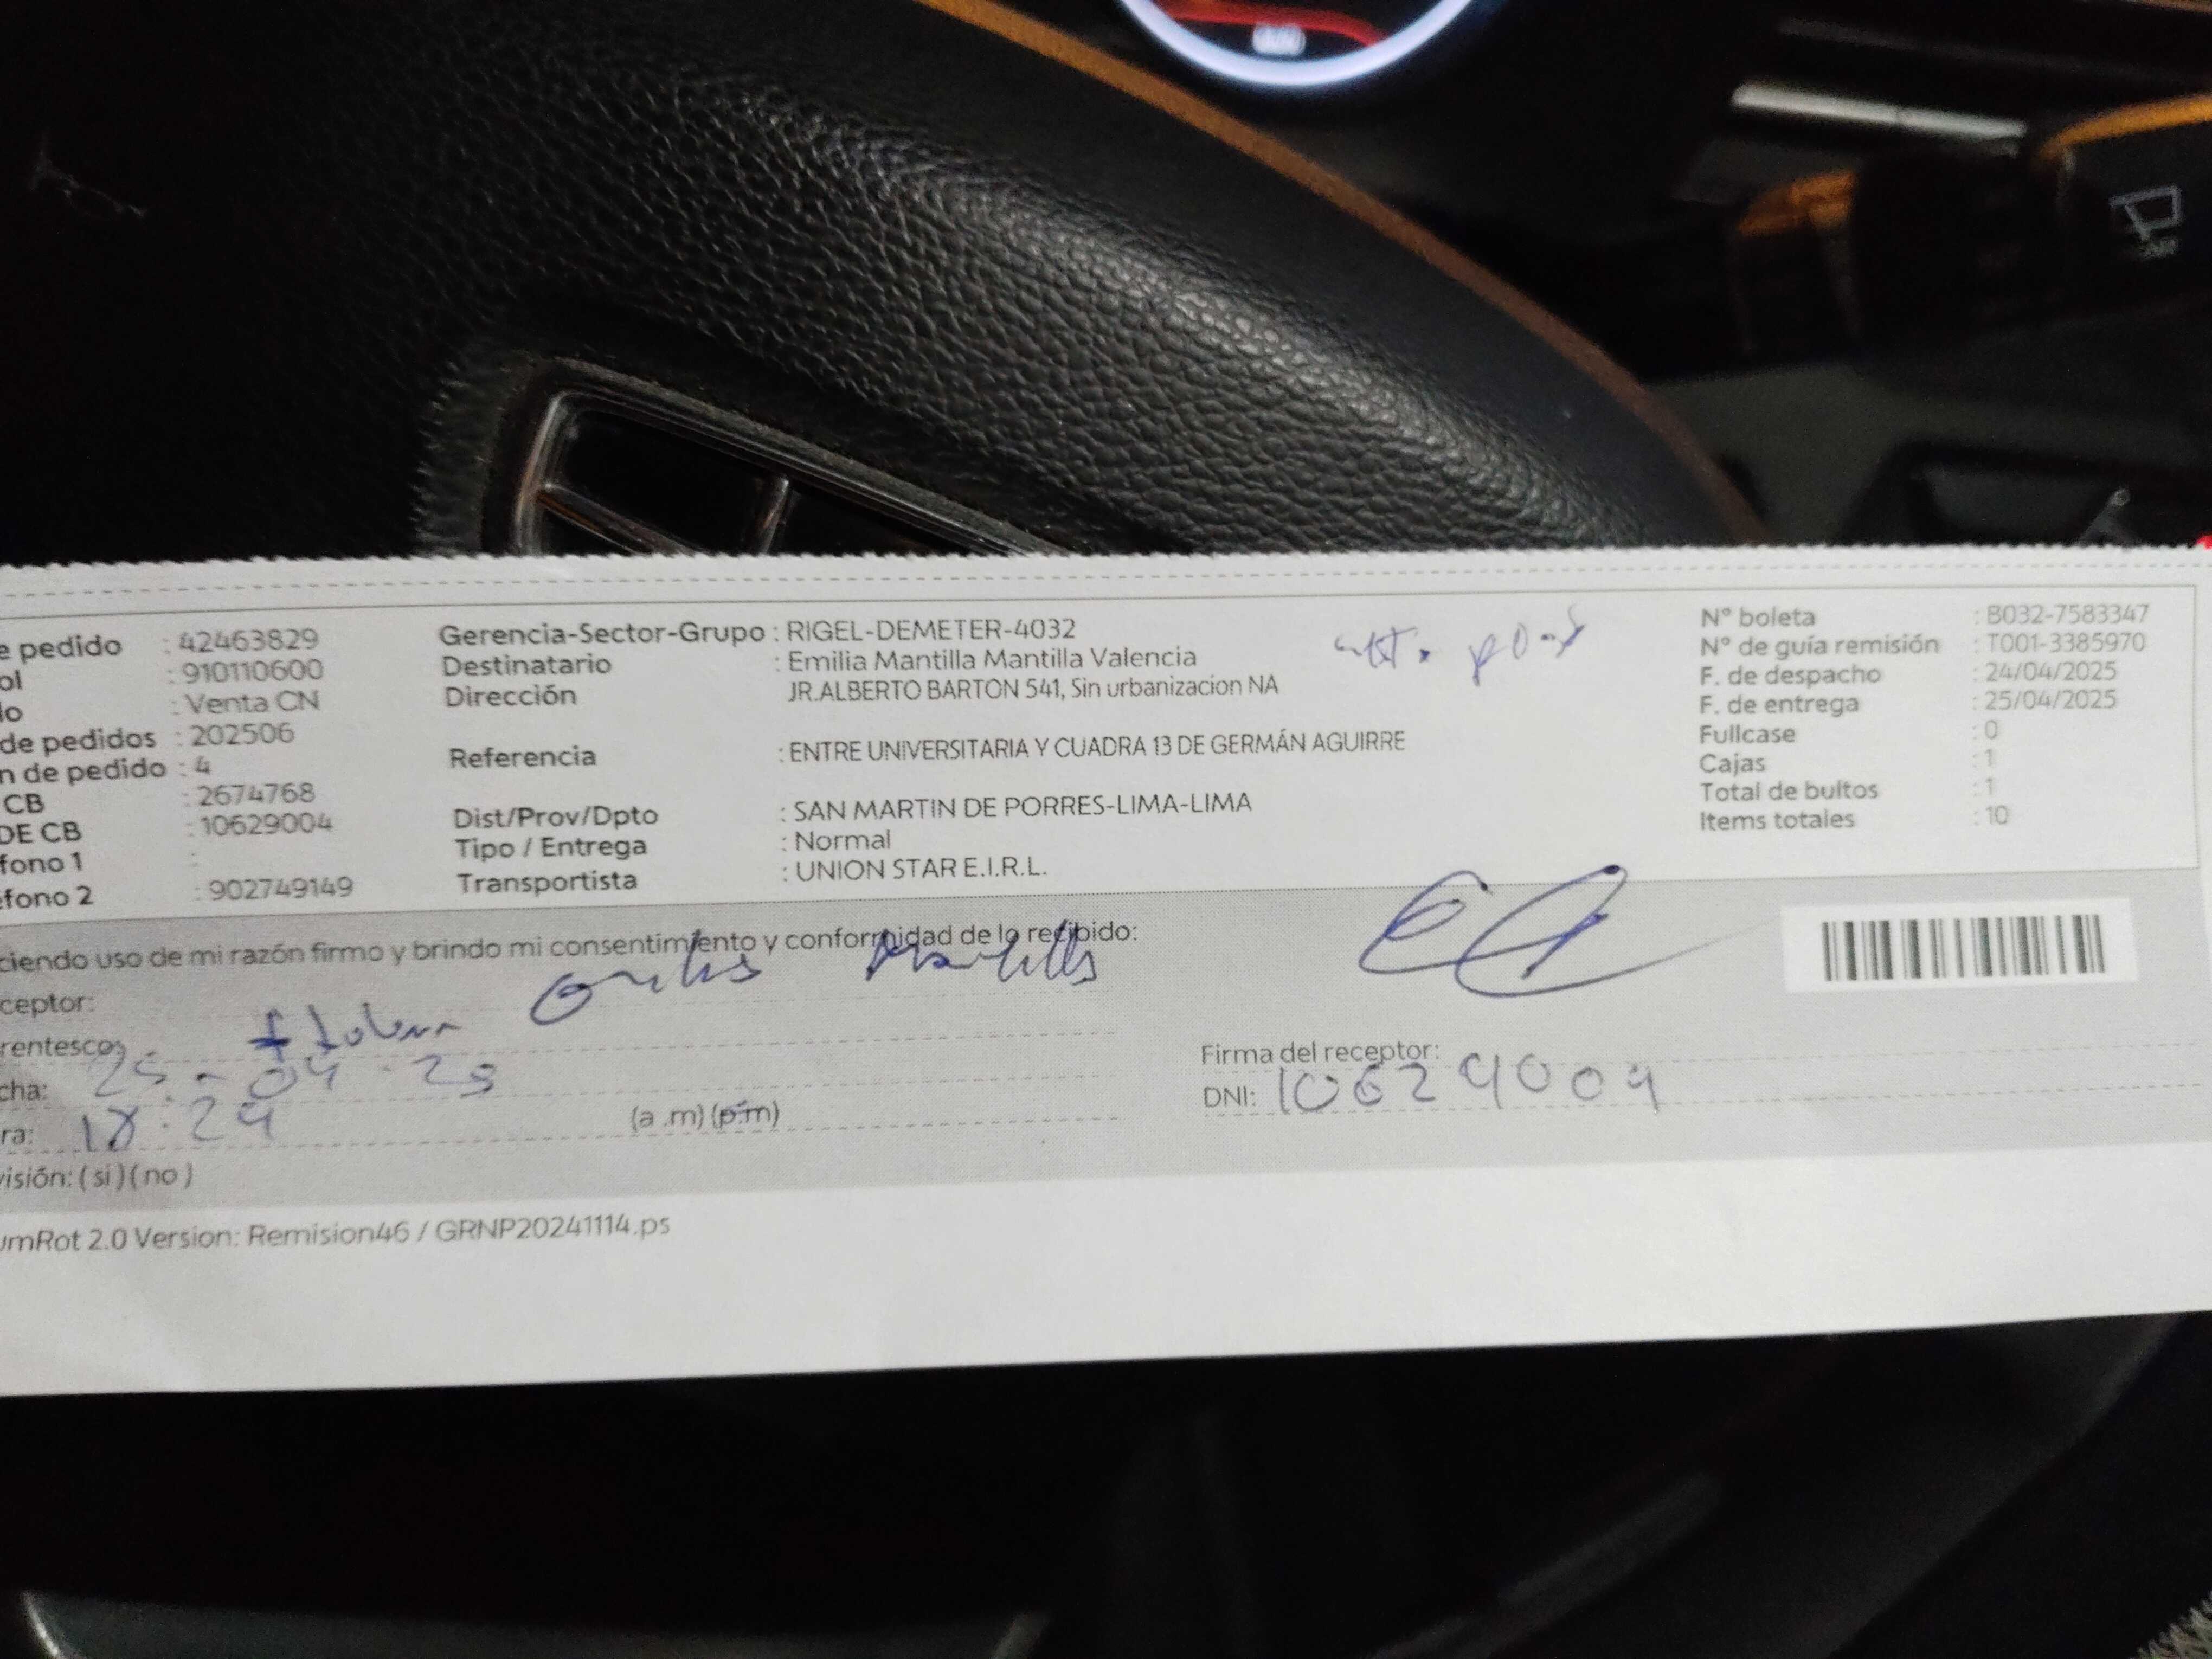 e pedido : 42463829
ol : 910110600
lo : Venta CN
de pedidos : 202506
n de pedido : 4
CB : 2674768
DE CB : 10629004
fono 1 :
fono 2 : 902749149
Gerencia-Sector-Grupo : RIGEL-DEMETER-4032
Destinatario : Emilia Mantilla Mantilla Valencia
Dirección JR.ALBERTO BARTON 541, Sin urbanizacion NA
Referencia : ENTRE UNIVERSITARIA Y CUADRA 13 DE GERMÁN AGUIRRE
Dist/Prov/Dpto : SAN MARTIN DE PORRES-LIMA-LIMA
Tipo / Entrega : Normal
Transportista : UNION STAR E.I.R.L.
N° boleta : B032-7583347
N° de guía remisión : T001-3385970
F. de despacho : 24/04/2025
F. de entrega : 25/04/2025
Fullcase : 0
Cajas : 1
Total de bultos : 1
Items totales : 10
ciendo uso de mi razón firmo y brindo mi consentimiento y conformidad de lo recibido:
ceptor: Mantilla
rentesco:
cha: 25-04-25
ra: 18:24 (a .m) (p.m)
visión: ( si ) ( no )
Firma del receptor:
DNI: 10629004
umRot 2.0 Version: Remision46 / GRNP20241114.ps